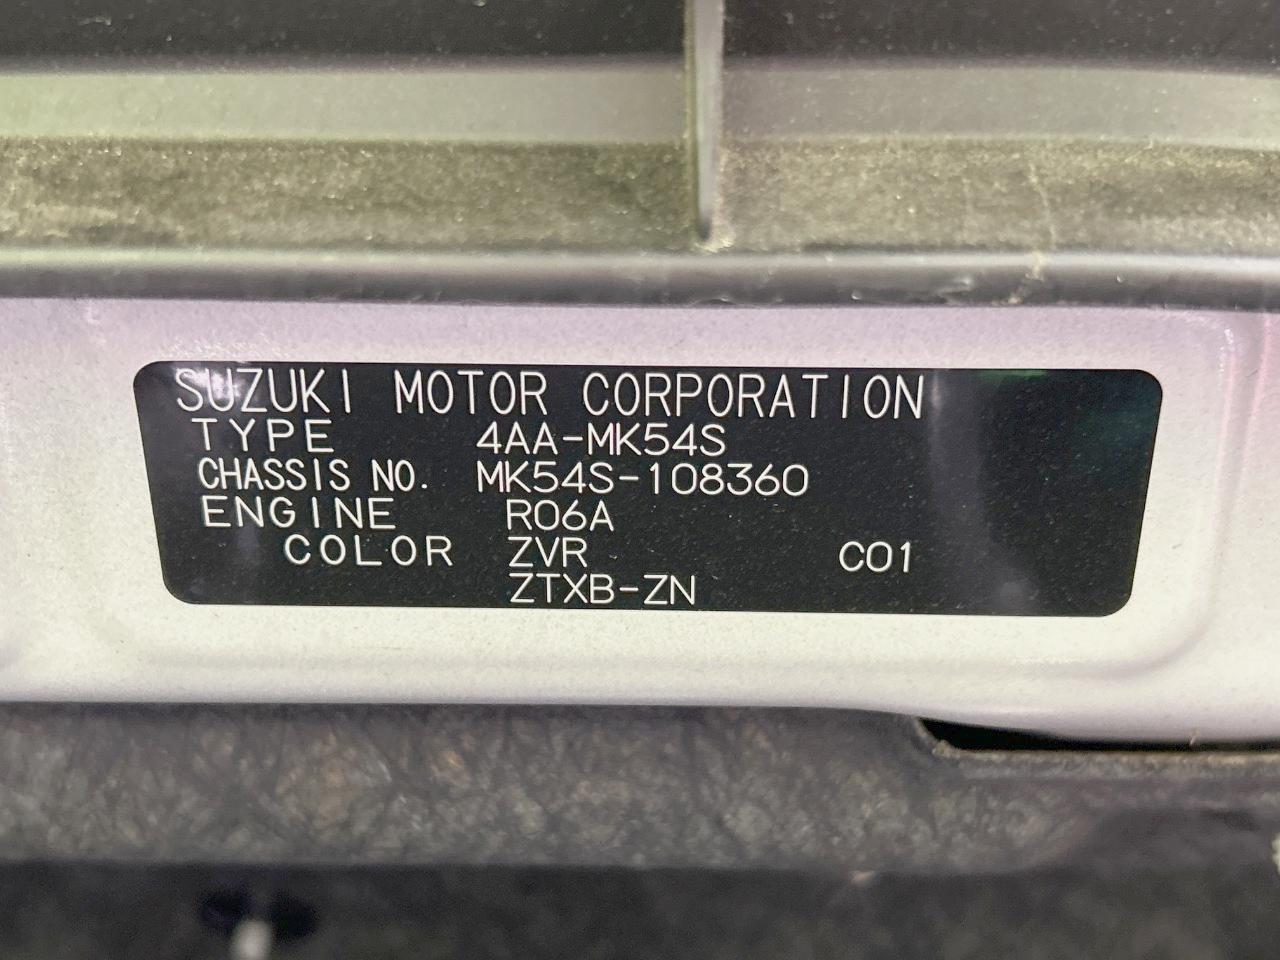 SUZUKI MOTOR CORPORATION
TYPE 4AA-MK54S
CHASSIS NO. MK54S-108360
ENGINE R06A
COLOR ZVR C01
ZTXB-ZN